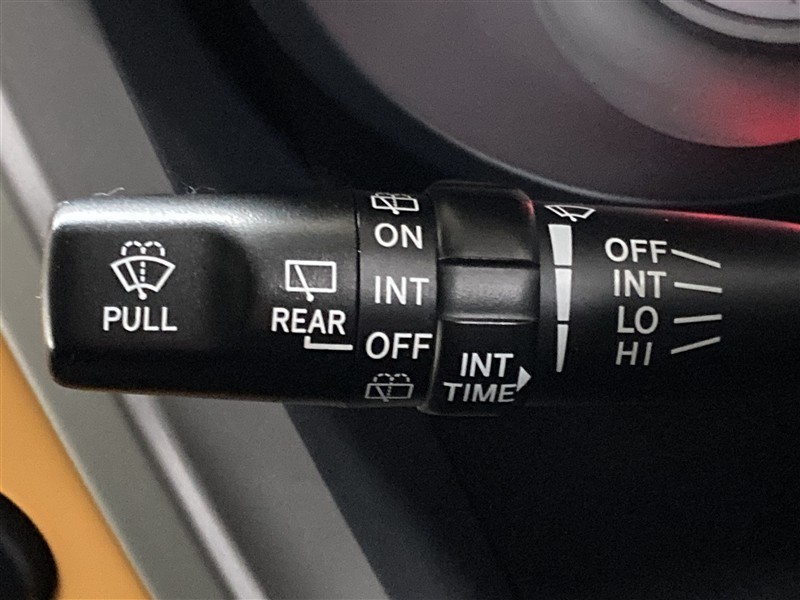 PULL
REAR
ON
INT
OFF
INT
TIME
OFF
INT
LO
HI